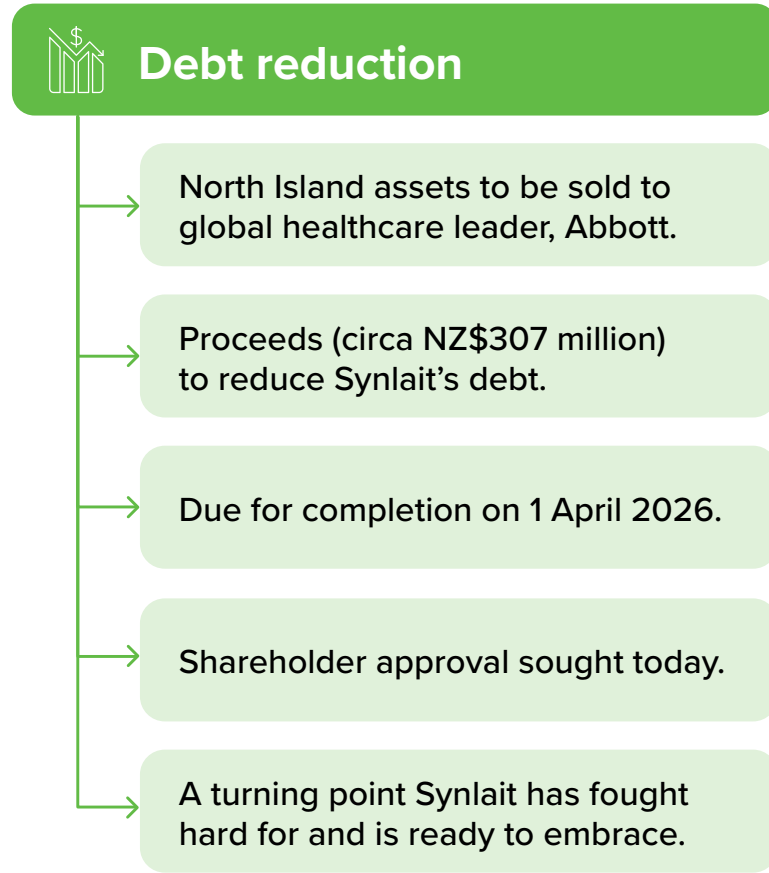 $
Debt reduction
North Island assets to be sold to
global healthcare leader, Abbott.
Proceeds (circa NZ$307 million)
to reduce Synlait’s debt.
Due for completion on 1 April 2026.
Shareholder approval sought today.
A turning point Synlait has fought
hard for and is ready to embrace.